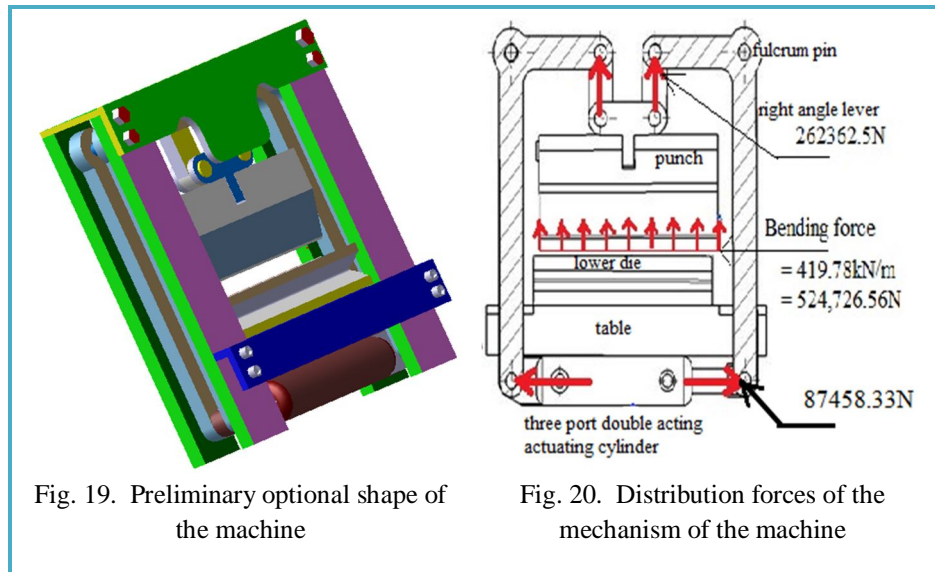 fulcrum pin
right angle lever
262362.5N
punch
Bending force
= 419.78kN/m
= 524,726.56N
lower die
table
87458.33N
three port double acting
actuating cylinder
Fig. 19. Preliminary optional shape of
the machine
Fig. 20. Distribution forces of the
mechanism of the machine